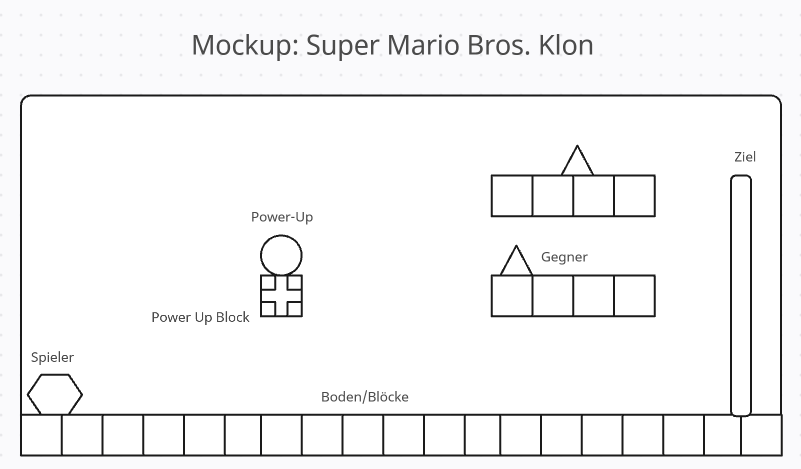 Mockup: Super Mario Bros. Klon
Ziel
Power-Up
Gegner
Power Up Block
Spieler
Boden/Blöcke